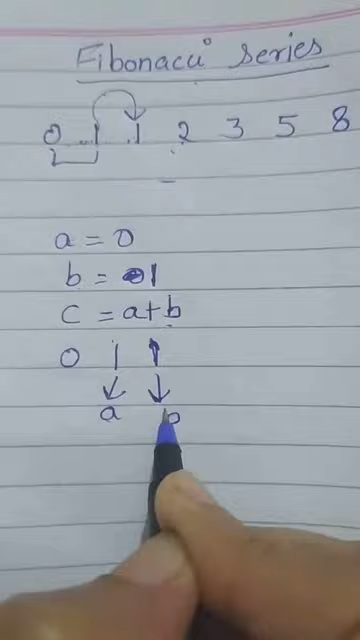 Fibonacci series
0 1 1 2 3 5 8
a = 0
b = 1
c = a+b
0 1 1
a b